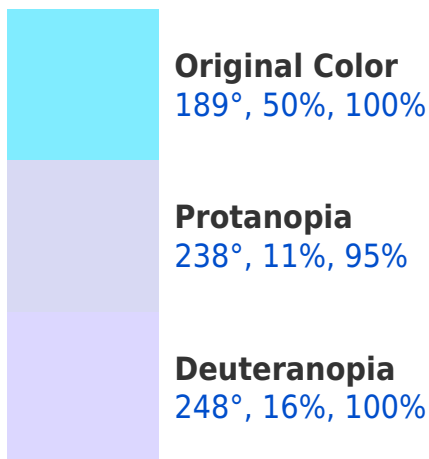 Original Color
189°, 50%, 100%
Protanopia
238°, 11%, 95%
Deuteranopia
248°, 16%, 100%